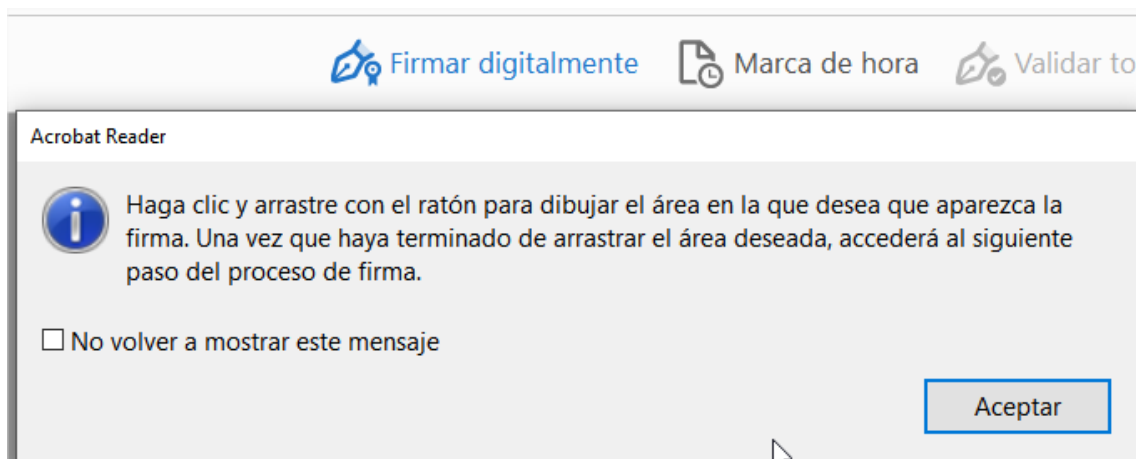 Firmar digitalmente Marca de hora Validar to
Acrobat Reader
Haga clic y arrastre con el ratón para dibujar el área en la que desea que aparezca la
firma. Una vez que haya terminado de arrastrar el área deseada, accederá al siguiente
paso del proceso de firma.
No volver a mostrar este mensaje
Aceptar